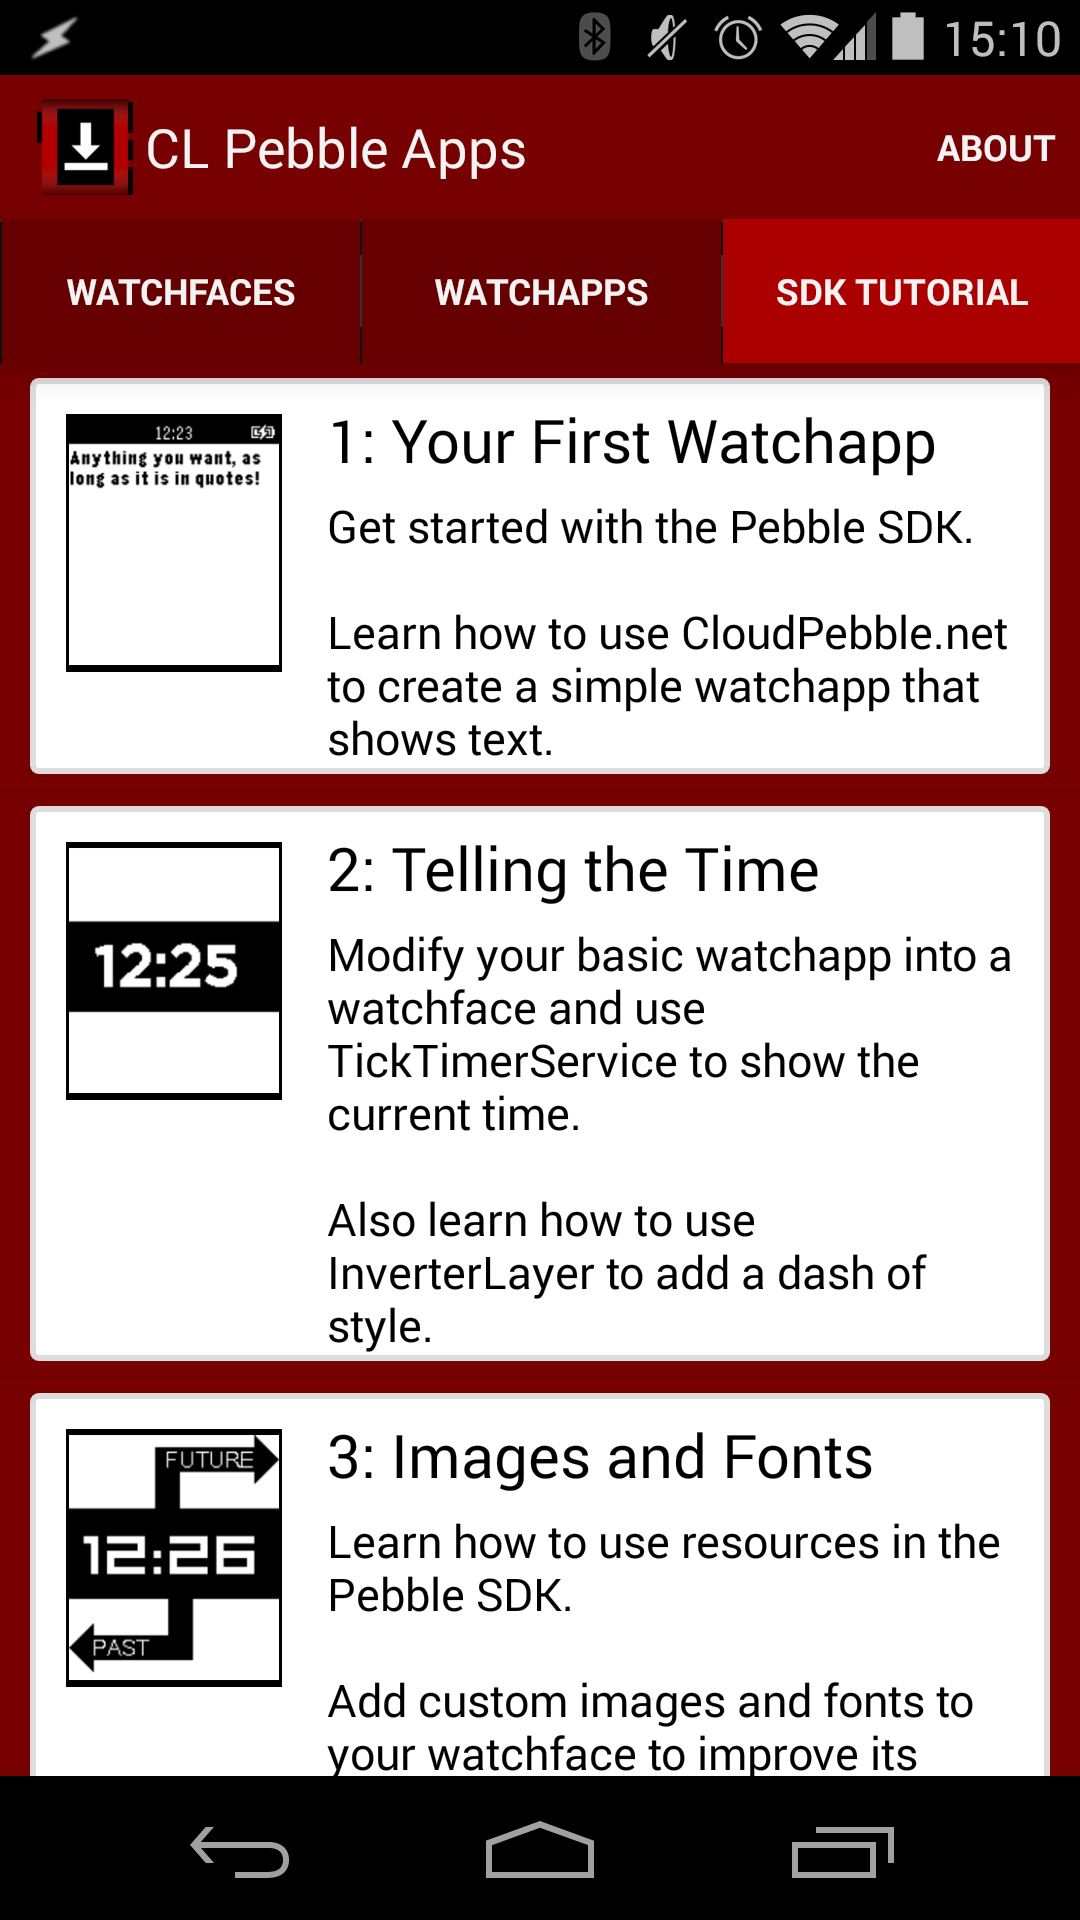 15:10
CL Pebble Apps
ABOUT
WATCHFACES
WATCHAPPS
SDK TUTORIAL
12:23
Anything you want, as
long as it is in quotes!
1: Your First Watchapp
Get started with the Pebble SDK.
Learn how to use CloudPebble.net
to create a simple watchapp that
shows text.
12:25
2: Telling the Time
Modify your basic watchapp into a
watchface and use
TickTimerService to show the
current time.
Also learn how to use
InverterLayer to add a dash of
style.
FUTURE
12:26
PAST
3: Images and Fonts
Learn how to use resources in the
Pebble SDK.
Add custom images and fonts to
your watchface to improve its